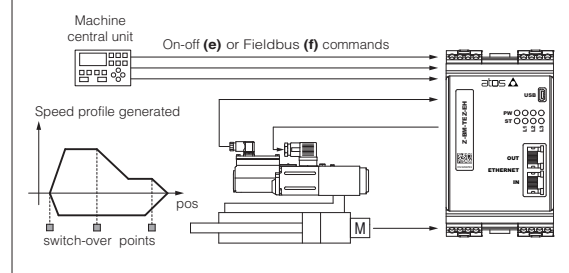 Machine
central unit
On-off (e) or Fieldbus (f) commands
atos
USB
Z-BM-TEZ-EH
PW
ST
L1 L2 L3
OUT
ETHERNET
IN
Speed profile generated
pos
switch-over points
M